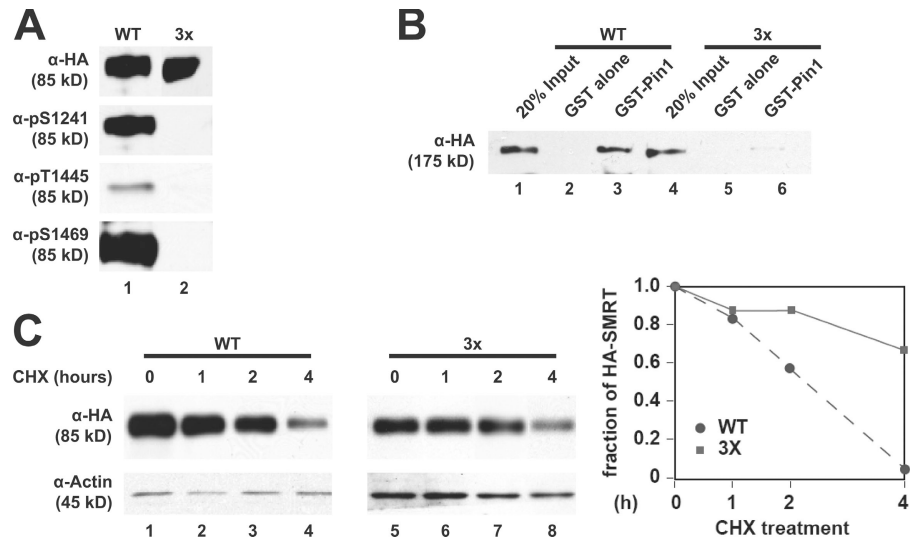 A
WT 3x
α-HA
(85 kD)
α-pS1241
(85 kD)
α-pT1445
(85 kD)
α-pS1469
(85 kD)
1 2
B
WT 3x
20% Input GST alone GST-Pin1 20% Input GST alone GST-Pin1
α-HA
(175 kD)
1 2 3 4 5 6
C
WT 3x
CHX (hours) 0 1 2 4 0 1 2 4
α-HA
(85 kD)
α-Actin
(45 kD)
1 2 3 4 5 6 7 8
fraction of HA-SMRT
1.0
0.8
0.6
0.4
0.2
0
WT
3X
(h) 0 1 2 4
CHX treatment